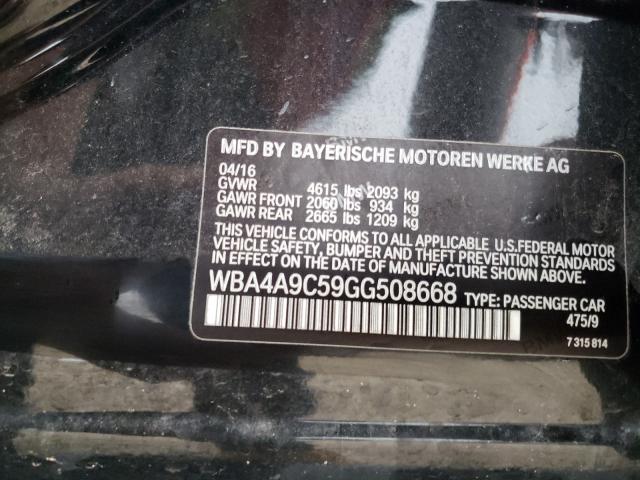 MFD BY BAYERISCHE MOTOREN WERKE AG
04/16
GVWR 4615 lbs 2093 kg
GAWR FRONT 2060 lbs 934 kg
GAWR REAR 2665 lbs 1209 kg
THIS VEHICLE CONFORMS TO ALL APPLICABLE U.S.FEDERAL MOTOR
VEHICLE SAFETY, BUMPER AND THEFT PREVENTION STANDARDS
IN EFFECT ON THE DATE OF MANUFACTURE SHOWN ABOVE.
WBA4A9C59GG508668 TYPE: PASSENGER CAR
475/9
7 315 814